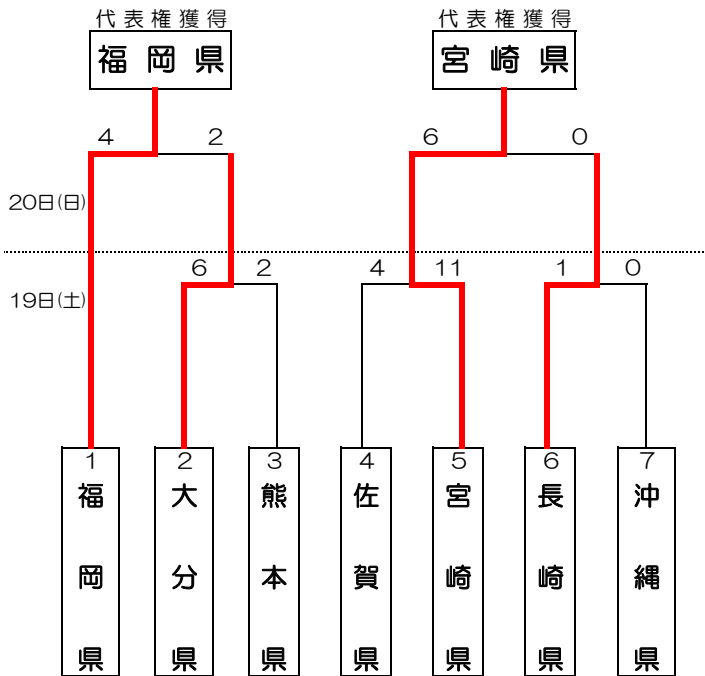 代表権獲得 代表権獲得
福岡県 宮崎県
4 2 6 0
20日(日)
6 2 4 11 1 0
19日(土)
1 2 3 4 5 6 7
福岡県
大分県
熊本県
佐賀県
宮崎県
長崎県
沖縄県